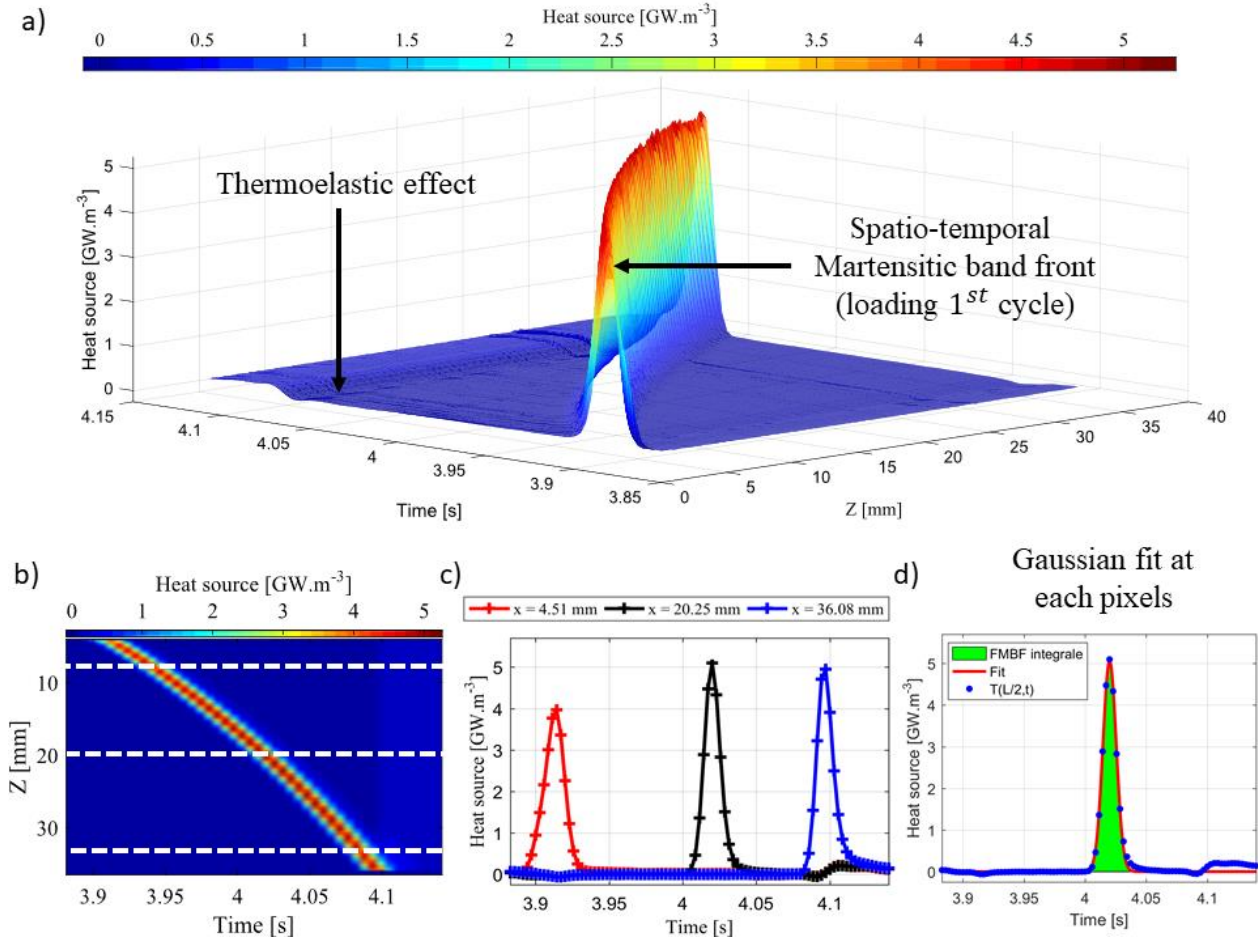 a)
Heat source [GW.m-3]
0 0.5 1 1.5 2 2.5 3 3.5 4 4.5 5
Thermoelastic effect
Spatio-temporal
Martensitic band front
(loading 1st cycle)
Heat source [GW.m-3]
5
4
3
2
1
0
4.15 4.1 4.05 4 3.95 3.9 3.85
Time [s]
0 5 10 15 20 25 30 35 40
Z [mm]
b)
Heat source [GW.m-3]
0 1 2 3 4 5
Z [mm]
10
20
30
3.9 3.95 4 4.05 4.1
Time [s]
c)
x = 4.51 mm x = 20.25 mm x = 36.08 mm
Heat source [GW.m-3]
5
4
3
2
1
0
3.9 3.95 4 4.05 4.1
Time [s]
d)
Gaussian fit at
each pixels
FMBF integrale
Fit
T(L/2,t)
Heat source [GW.m-3]
5
4
3
2
1
0
3.9 3.95 4 4.05 4.1
Time [s]